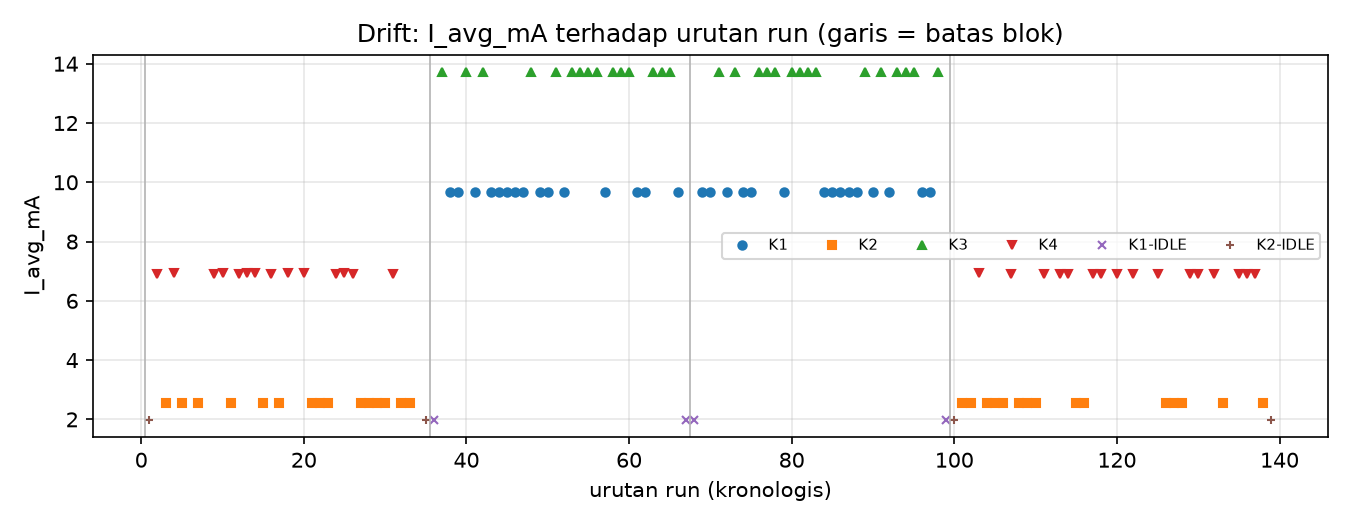 Drift: I_avg_mA terhadap urutan run (garis = batas blok)
I_avg_mA
14
12
10
8
6
4
2
K1 K2 K3 K4 K1-IDLE K2-IDLE
0 20 40 60 80 100 120 140
urutan run (kronologis)